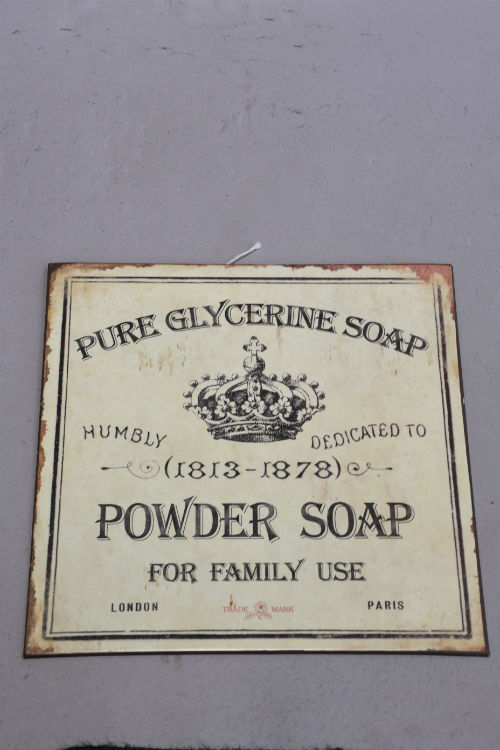 PURE GLYCERINE SOAP
HUMBLY DEDICATED TO
(1813-1878)
POWDER SOAP
FOR FAMILY USE
LONDON TRADE MARK PARIS